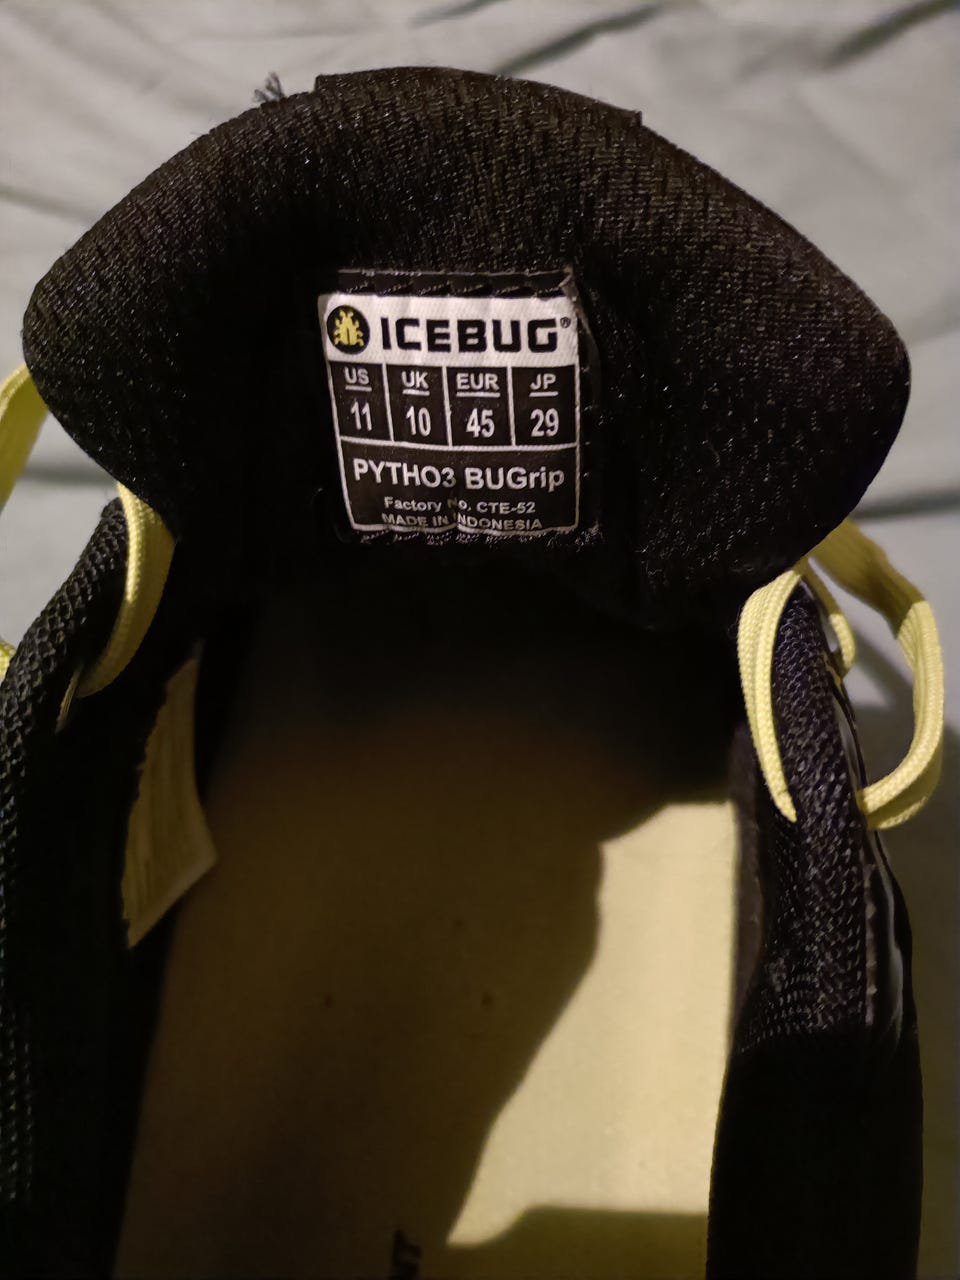 ICEBUG®
US UK EUR JP
11 10 45 29
PYTHO3 BUGrip
Factory No. CTE-52
MADE IN INDONESIA